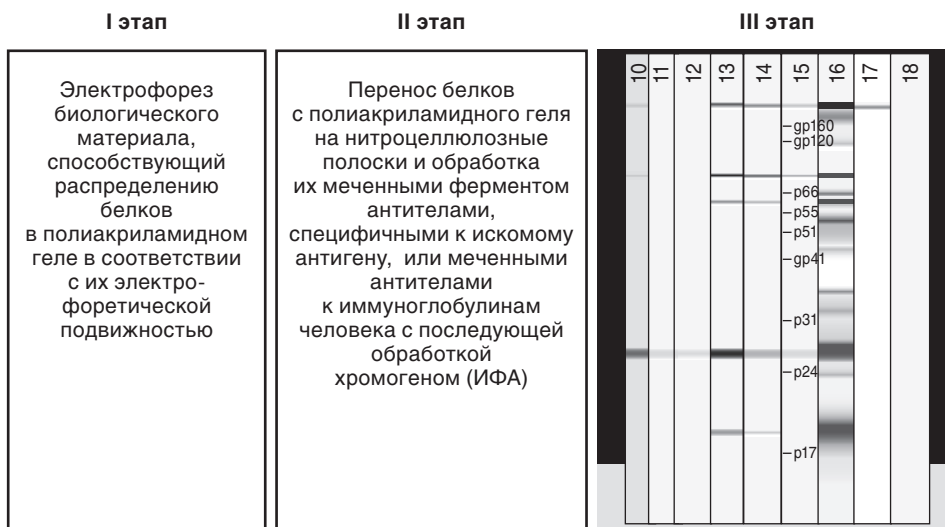 I этап
Электрофорез
биологического
материала,
способствующий
распределению
белков
в полиакриламидном
геле в соответствии
с их электро-
форетической
подвижностью
II этап
Перенос белков
с полиакриламидного геля
на нитроцеллюлозные
полоски и обработка
их меченными ферментом
антителами,
специфичными к искомому
антигену, или меченными
антителами
к иммуноглобулинам
человека с последующей
обработкой
хромогеном (ИФА)
III этап
10 11 12 13 14 15 16 17 18
gp160
gp120
p66
p55
p51
gp41
p31
p24
p17